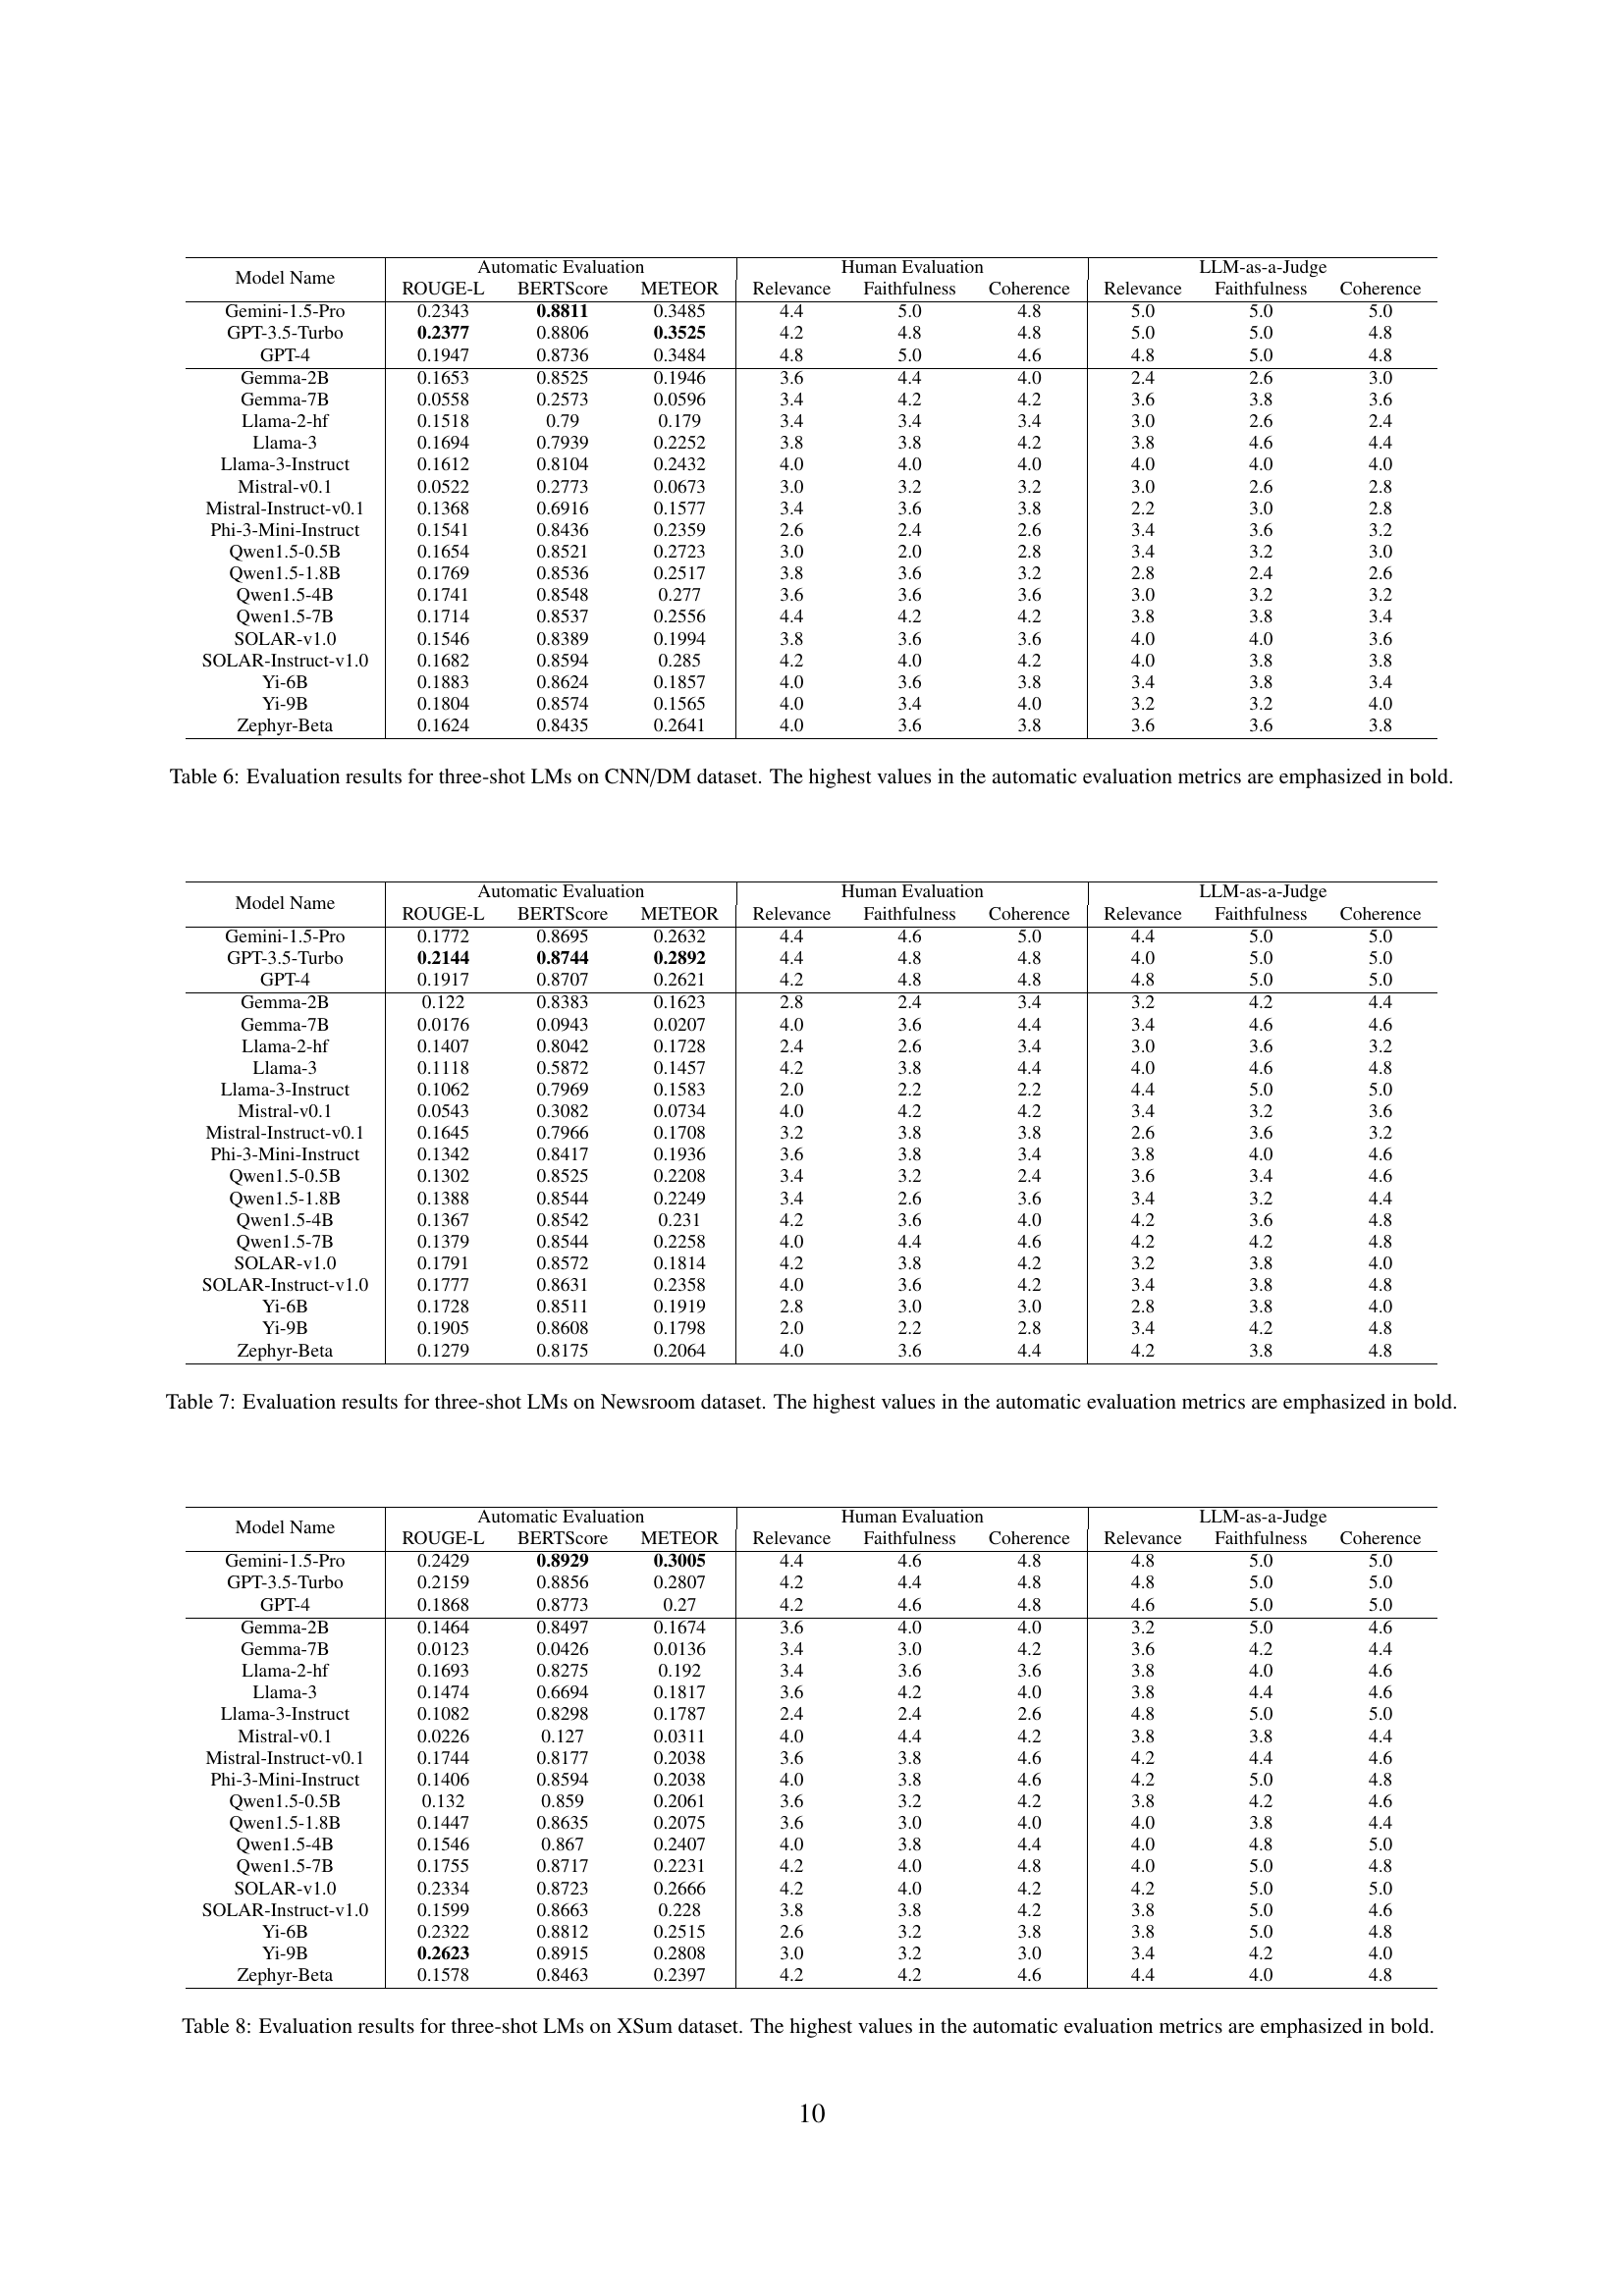 Model Name Automatic Evaluation Human Evaluation LLM-as-a-Judge
ROUGE-L BERTScore METEOR Relevance Faithfulness Coherence Relevance Faithfulness Coherence
Gemini-1.5-Pro 0.2343 0.8811 0.3485 4.4 5.0 4.8 5.0 5.0 5.0
GPT-3.5-Turbo 0.2377 0.8806 0.3525 4.2 4.8 4.8 5.0 5.0 4.8
GPT-4 0.1947 0.8736 0.3484 4.8 5.0 4.6 4.8 5.0 4.8
Gemma-2B 0.1653 0.8525 0.1946 3.6 4.4 4.0 2.4 2.6 3.0
Gemma-7B 0.0558 0.2573 0.0596 3.4 4.2 4.2 3.6 3.8 3.6
Llama-2-hf 0.1518 0.79 0.179 3.4 3.4 3.4 3.0 2.6 2.4
Llama-3 0.1694 0.7939 0.2252 3.8 3.8 4.2 3.8 4.6 4.4
Llama-3-Instruct 0.1612 0.8104 0.2432 4.0 4.0 4.0 4.0 4.0 4.0
Mistral-v0.1 0.0522 0.2773 0.0673 3.0 3.2 3.2 3.0 2.6 2.8
Mistral-Instruct-v0.1 0.1368 0.6916 0.1577 3.4 3.6 3.8 2.2 3.0 2.8
Phi-3-Mini-Instruct 0.1541 0.8436 0.2359 2.6 2.4 2.6 3.4 3.6 3.2
Qwen1.5-0.5B 0.1654 0.8521 0.2723 3.0 2.0 2.8 3.4 3.2 3.0
Qwen1.5-1.8B 0.1769 0.8536 0.2517 3.8 3.6 3.2 2.8 2.4 2.6
Qwen1.5-4B 0.1741 0.8548 0.277 3.6 3.6 3.6 3.0 3.2 3.2
Qwen1.5-7B 0.1714 0.8537 0.2556 4.4 4.2 4.2 3.8 3.8 3.4
SOLAR-v1.0 0.1546 0.8389 0.1994 3.8 3.6 3.6 4.0 4.0 3.6
SOLAR-Instruct-v1.0 0.1682 0.8594 0.285 4.2 4.0 4.2 4.0 3.8 3.8
Yi-6B 0.1883 0.8624 0.1857 4.0 3.6 3.8 3.4 3.8 3.4
Yi-9B 0.1804 0.8574 0.1565 4.0 3.4 4.0 3.2 3.2 4.0
Zephyr-Beta 0.1624 0.8435 0.2641 4.0 3.6 3.8 3.6 3.6 3.8
Table 6: Evaluation results for three-shot LMs on CNN/DM dataset. The highest values in the automatic evaluation metrics are emphasized in bold.
Model Name Automatic Evaluation Human Evaluation LLM-as-a-Judge
ROUGE-L BERTScore METEOR Relevance Faithfulness Coherence Relevance Faithfulness Coherence
Gemini-1.5-Pro 0.1772 0.8695 0.2632 4.4 4.6 5.0 4.4 5.0 5.0
GPT-3.5-Turbo 0.2144 0.8744 0.2892 4.4 4.8 4.8 4.0 5.0 5.0
GPT-4 0.1917 0.8707 0.2621 4.2 4.8 4.8 4.8 5.0 5.0
Gemma-2B 0.122 0.8383 0.1623 2.8 2.4 3.4 3.2 4.2 4.4
Gemma-7B 0.0176 0.0943 0.0207 4.0 3.6 4.4 3.4 4.6 4.6
Llama-2-hf 0.1407 0.8042 0.1728 2.4 2.6 3.4 3.0 3.6 3.2
Llama-3 0.1118 0.5872 0.1457 4.2 3.8 4.4 4.0 4.6 4.8
Llama-3-Instruct 0.1062 0.7969 0.1583 2.0 2.2 2.2 4.4 5.0 5.0
Mistral-v0.1 0.0543 0.3082 0.0734 4.0 4.2 4.2 3.4 3.2 3.6
Mistral-Instruct-v0.1 0.1645 0.7966 0.1708 3.2 3.8 3.8 2.6 3.6 3.2
Phi-3-Mini-Instruct 0.1342 0.8417 0.1936 3.6 3.8 3.4 3.8 4.0 4.6
Qwen1.5-0.5B 0.1302 0.8525 0.2208 3.4 3.2 2.4 3.6 3.4 4.6
Qwen1.5-1.8B 0.1388 0.8544 0.2249 3.4 2.6 3.6 3.4 3.2 4.4
Qwen1.5-4B 0.1367 0.8542 0.231 4.2 3.6 4.0 4.2 3.6 4.8
Qwen1.5-7B 0.1379 0.8544 0.2258 4.0 4.4 4.6 4.2 4.2 4.8
SOLAR-v1.0 0.1791 0.8572 0.1814 4.2 3.8 4.2 3.2 3.8 4.0
SOLAR-Instruct-v1.0 0.1777 0.8631 0.2358 4.0 3.6 4.2 3.4 3.8 4.8
Yi-6B 0.1728 0.8511 0.1919 2.8 3.0 3.0 2.8 3.8 4.0
Yi-9B 0.1905 0.8608 0.1798 2.0 2.2 2.8 3.4 4.2 4.8
Zephyr-Beta 0.1279 0.8175 0.2064 4.0 3.6 4.4 4.2 3.8 4.8
Table 7: Evaluation results for three-shot LMs on Newsroom dataset. The highest values in the automatic evaluation metrics are emphasized in bold.
Model Name Automatic Evaluation Human Evaluation LLM-as-a-Judge
ROUGE-L BERTScore METEOR Relevance Faithfulness Coherence Relevance Faithfulness Coherence
Gemini-1.5-Pro 0.2429 0.8929 0.3005 4.4 4.6 4.8 4.8 5.0 5.0
GPT-3.5-Turbo 0.2159 0.8856 0.2807 4.2 4.4 4.8 4.8 5.0 5.0
GPT-4 0.1868 0.8773 0.27 4.2 4.6 4.8 4.6 5.0 5.0
Gemma-2B 0.1464 0.8497 0.1674 3.6 4.0 4.0 3.2 5.0 4.6
Gemma-7B 0.0123 0.0426 0.0136 3.4 3.0 4.2 3.6 4.2 4.4
Llama-2-hf 0.1693 0.8275 0.192 3.4 3.6 3.6 3.8 4.0 4.6
Llama-3 0.1474 0.6694 0.1817 3.6 4.2 4.0 3.8 4.4 4.6
Llama-3-Instruct 0.1082 0.8298 0.1787 2.4 2.4 2.6 4.8 5.0 5.0
Mistral-v0.1 0.0226 0.127 0.0311 4.0 4.4 4.2 3.8 3.8 4.4
Mistral-Instruct-v0.1 0.1744 0.8177 0.2038 3.6 3.8 4.6 4.2 4.4 4.6
Phi-3-Mini-Instruct 0.1406 0.8594 0.2038 4.0 3.8 4.6 4.2 5.0 4.8
Qwen1.5-0.5B 0.132 0.859 0.2061 3.6 3.2 4.2 3.8 4.2 4.6
Qwen1.5-1.8B 0.1447 0.8635 0.2075 3.6 3.0 4.0 4.0 3.8 4.4
Qwen1.5-4B 0.1546 0.867 0.2407 4.0 3.8 4.4 4.0 4.8 5.0
Qwen1.5-7B 0.1755 0.8717 0.2231 4.2 4.0 4.8 4.0 5.0 4.8
SOLAR-v1.0 0.2334 0.8723 0.2666 4.2 4.0 4.2 4.2 5.0 5.0
SOLAR-Instruct-v1.0 0.1599 0.8663 0.228 3.8 3.8 4.2 3.8 5.0 4.6
Yi-6B 0.2322 0.8812 0.2515 2.6 3.2 3.8 3.8 5.0 4.8
Yi-9B 0.2623 0.8915 0.2808 3.0 3.2 3.0 3.4 4.2 4.0
Zephyr-Beta 0.1578 0.8463 0.2397 4.2 4.2 4.6 4.4 4.0 4.8
Table 8: Evaluation results for three-shot LMs on XSum dataset. The highest values in the automatic evaluation metrics are emphasized in bold.
10